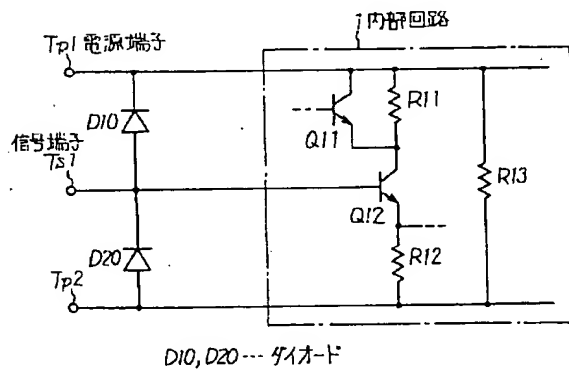 内部回路
Tp1 電源端子
D10
R11
Q11
信号端子
Ts1
R13
Q12
D20
R12
Tp2
D10, D20 --- ダイオード